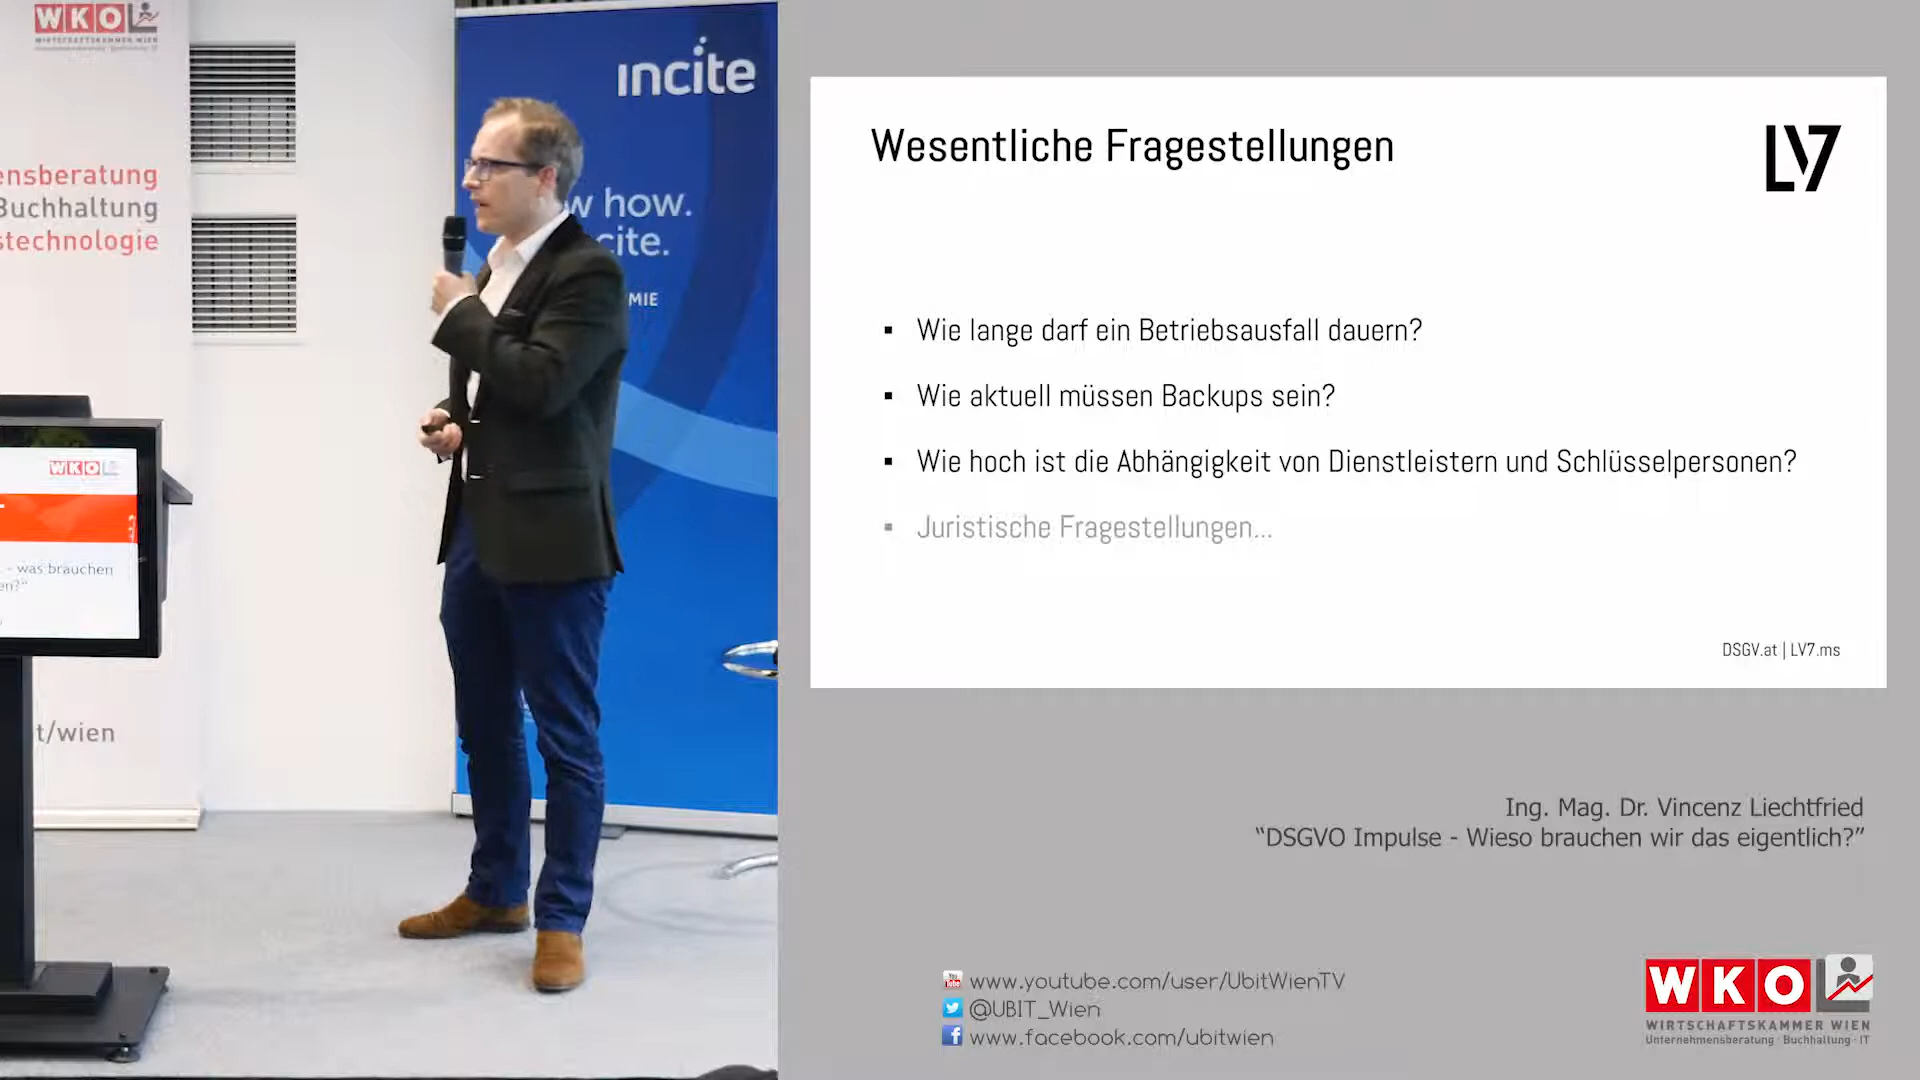 WKO
WIRTSCHAFTSKAMMER WIEN
ensberatung
Buchhaltung
stechnologie
t/wien
WKO
- was brauchen
en?"
incite
w how.
cite.
MIE
Wesentliche Fragestellungen
LV7
▪ Wie lange darf ein Betriebsausfall dauern?
▪ Wie aktuell müssen Backups sein?
▪ Wie hoch ist die Abhängigkeit von Dienstleistern und Schlüsselpersonen?
▪ Juristische Fragestellungen...
DSGV.at | LV7.ms
Ing. Mag. Dr. Vincenz Liechtfried
“DSGVO Impulse - Wieso brauchen wir das eigentlich?”
You Tube www.youtube.com/user/UbitWienTV
@UBIT_Wien
f www.facebook.com/ubitwien
WKO
WIRTSCHAFTSKAMMER WIEN
Unternehmensberatung · Buchhaltung · IT